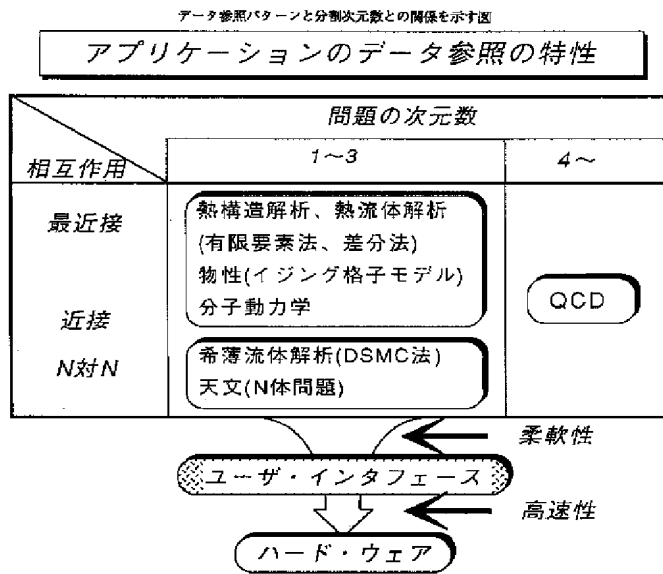 データ参照パターンと分割次元数との関係を示す図
アプリケーションのデータ参照の特性
問題の次元数
相互作用
1〜3
4〜
最近接
熱構造解析、熱流体解析
(有限要素法、差分法)
物性(イジング格子モデル)
分子動力学
QCD
近接
N対N
希薄流体解析(DSMC法)
天文(N体問題)
柔軟性
ユーザ・インタフェース
高速性
ハード・ウェア